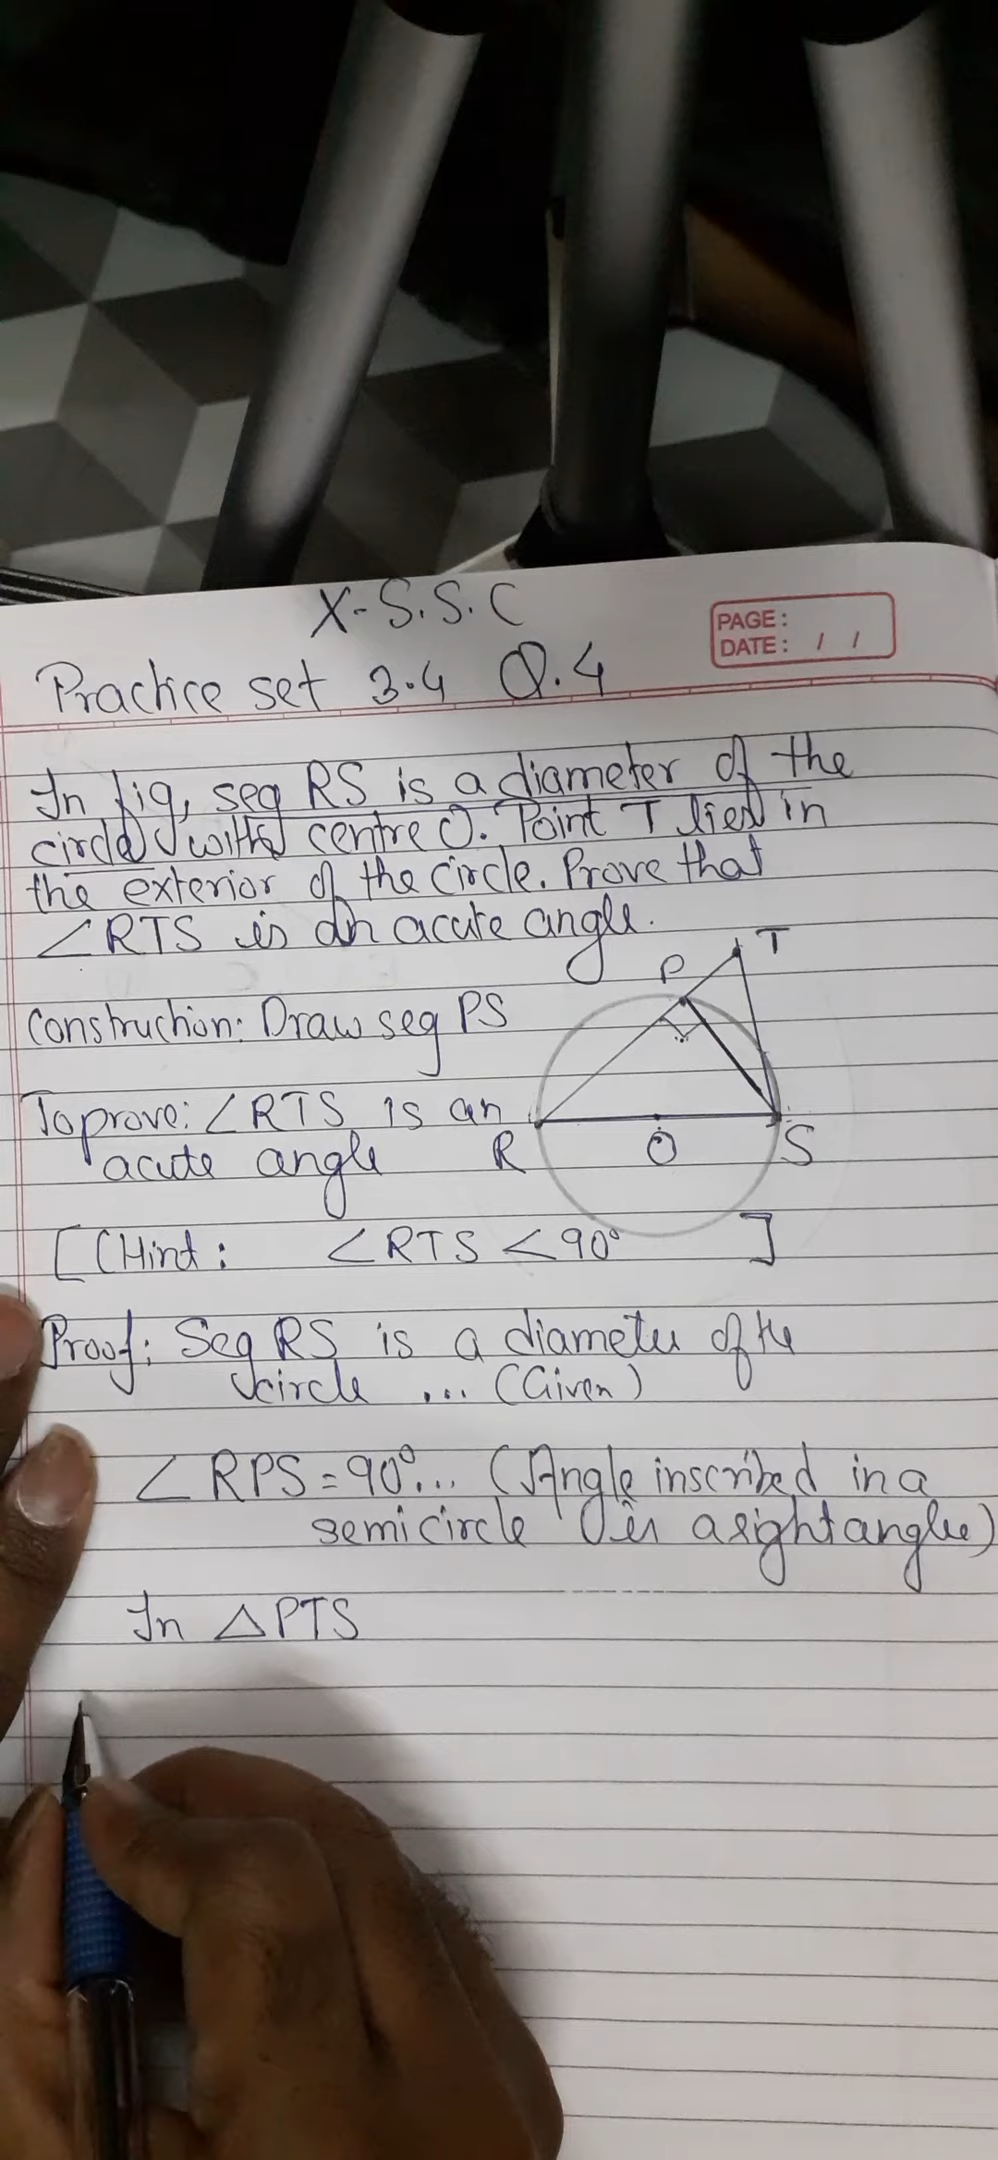 X-S.S.C
PAGE:
DATE: / /
Practice set 3.4 Q.4
In fig, seg RS is a diameter of the
circle with centre O. Point T lies in
the exterior of the circle. Prove that
∠RTS is an acute angle.
T
P
Construction: Draw seg PS
To prove: ∠RTS is an
acute angle
R
O
S
[(Hint: ∠RTS < 90° ]
Proof: Seg RS is a diameter of the
circle ... (Given)
∠RPS = 90°... (Angle inscribed in a
semicircle is a right angle)
In △PTS